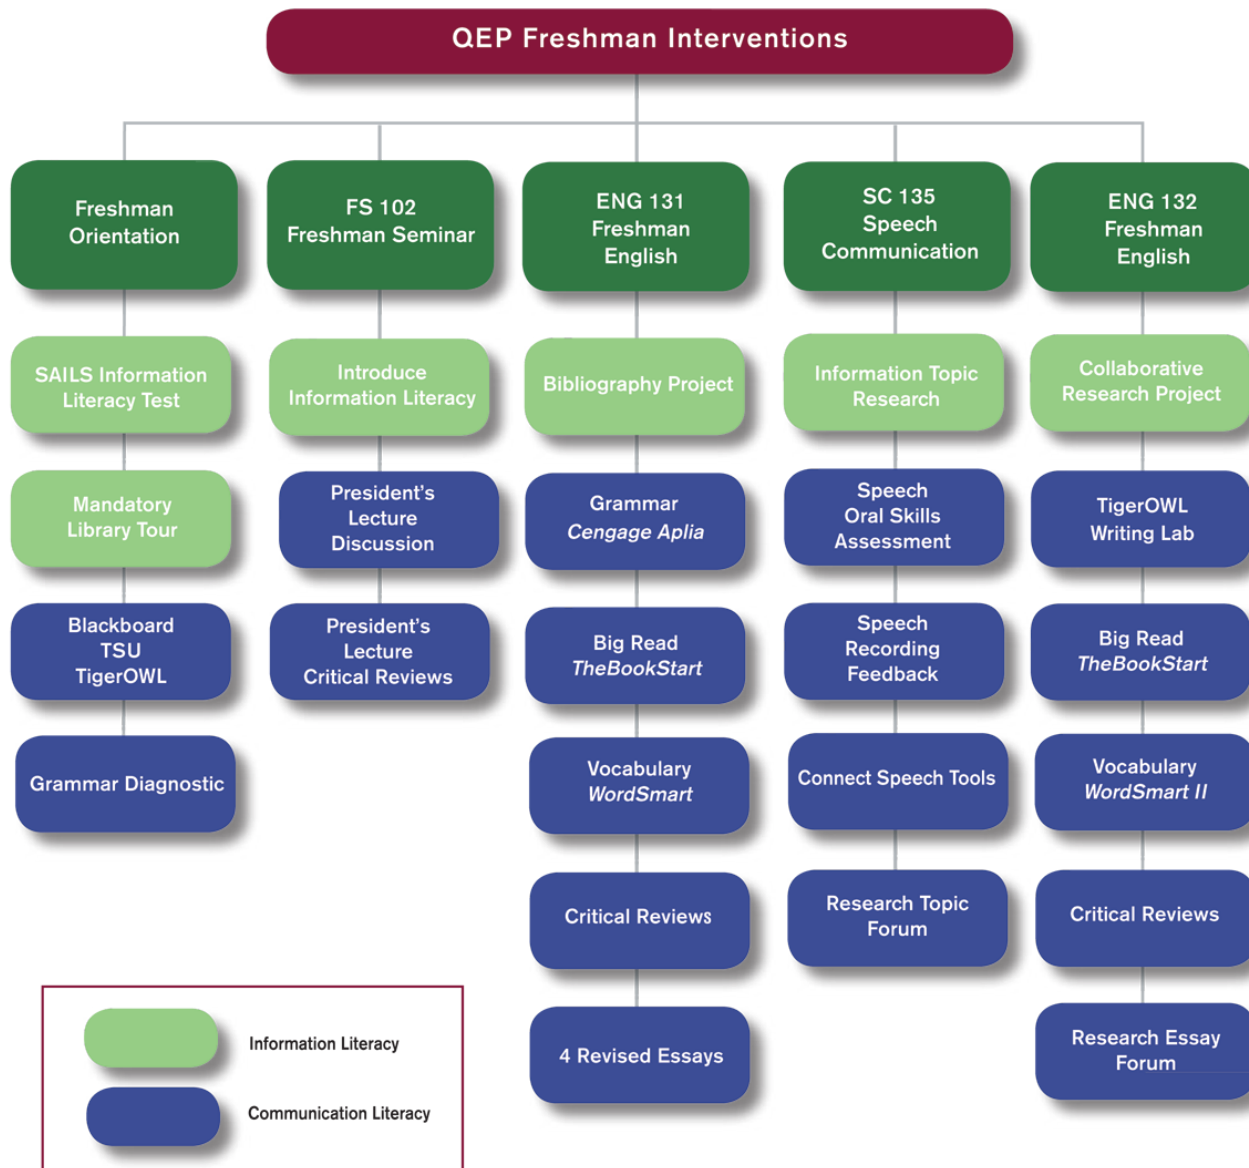 QEP Freshman Interventions
Freshman
Orientation
SAILS Information
Literacy Test
Mandatory
Library Tour
Blackboard
TSU
TigerOWL
Grammar Diagnostic
FS 102
Freshman Seminar
Introduce
Information Literacy
President's
Lecture
Discussion
President's
Lecture
Critical Reviews
ENG 131
Freshman
English
Bibliography Project
Grammar
Cengage Aplia
Big Read
TheBookStart
Vocabulary
WordSmart
Critical Reviews
4 Revised Essays
SC 135
Speech
Communication
Information Topic
Research
Speech
Oral Skills
Assessment
Speech
Recording
Feedback
Connect Speech Tools
Research Topic
Forum
ENG 132
Freshman
English
Collaborative
Research Project
TigerOWL
Writing Lab
Big Read
TheBookStart
Vocabulary
WordSmart II
Critical Reviews
Research Essay
Forum
Information Literacy
Communication Literacy